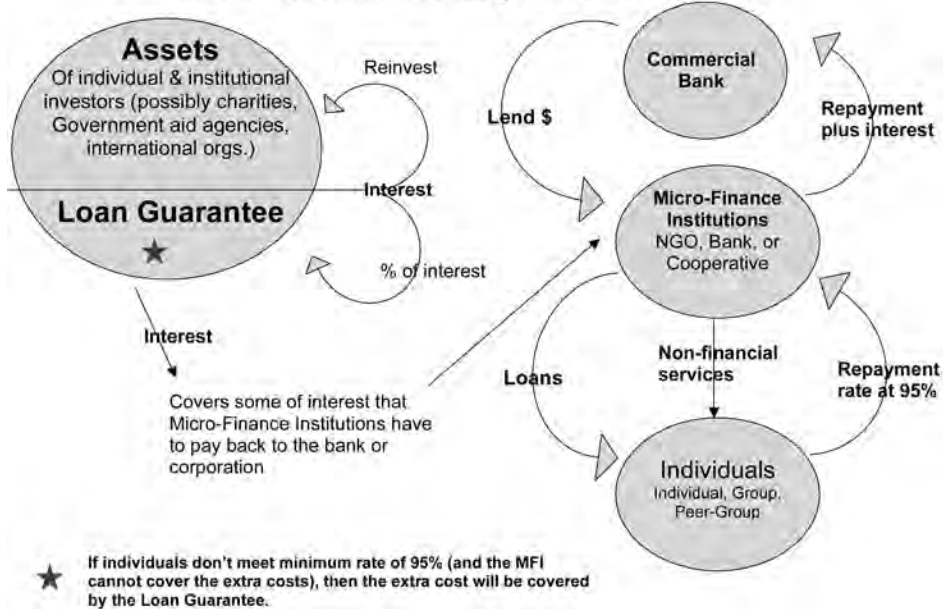 Assets
Of individual & institutional
investors (possibly charities,
Government aid agencies,
international orgs.)
Loan Guarantee
Reinvest
Interest
% of interest
Interest
Covers some of interest that
Micro-Finance Institutions have
to pay back to the bank or
corporation
Commercial
Bank
Lend $
Repayment
plus interest
Micro-Finance
Institutions
NGO, Bank, or
Cooperative
Loans
Non-financial
services
Repayment
rate at 95%
Individuals
Individual, Group,
Peer-Group
If individuals don't meet minimum rate of 95% (and the MFI
cannot cover the extra costs), then the extra cost will be covered
by the Loan Guarantee.